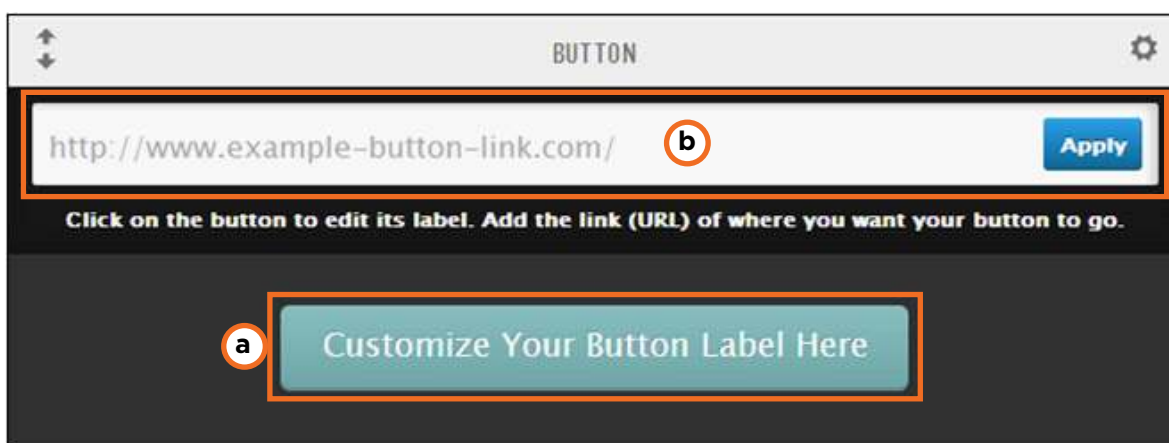 BUTTON
http://www.example-button-link.com/ b Apply
Click on the button to edit its label. Add the link (URL) of where you want your button to go.
a Customize Your Button Label Here